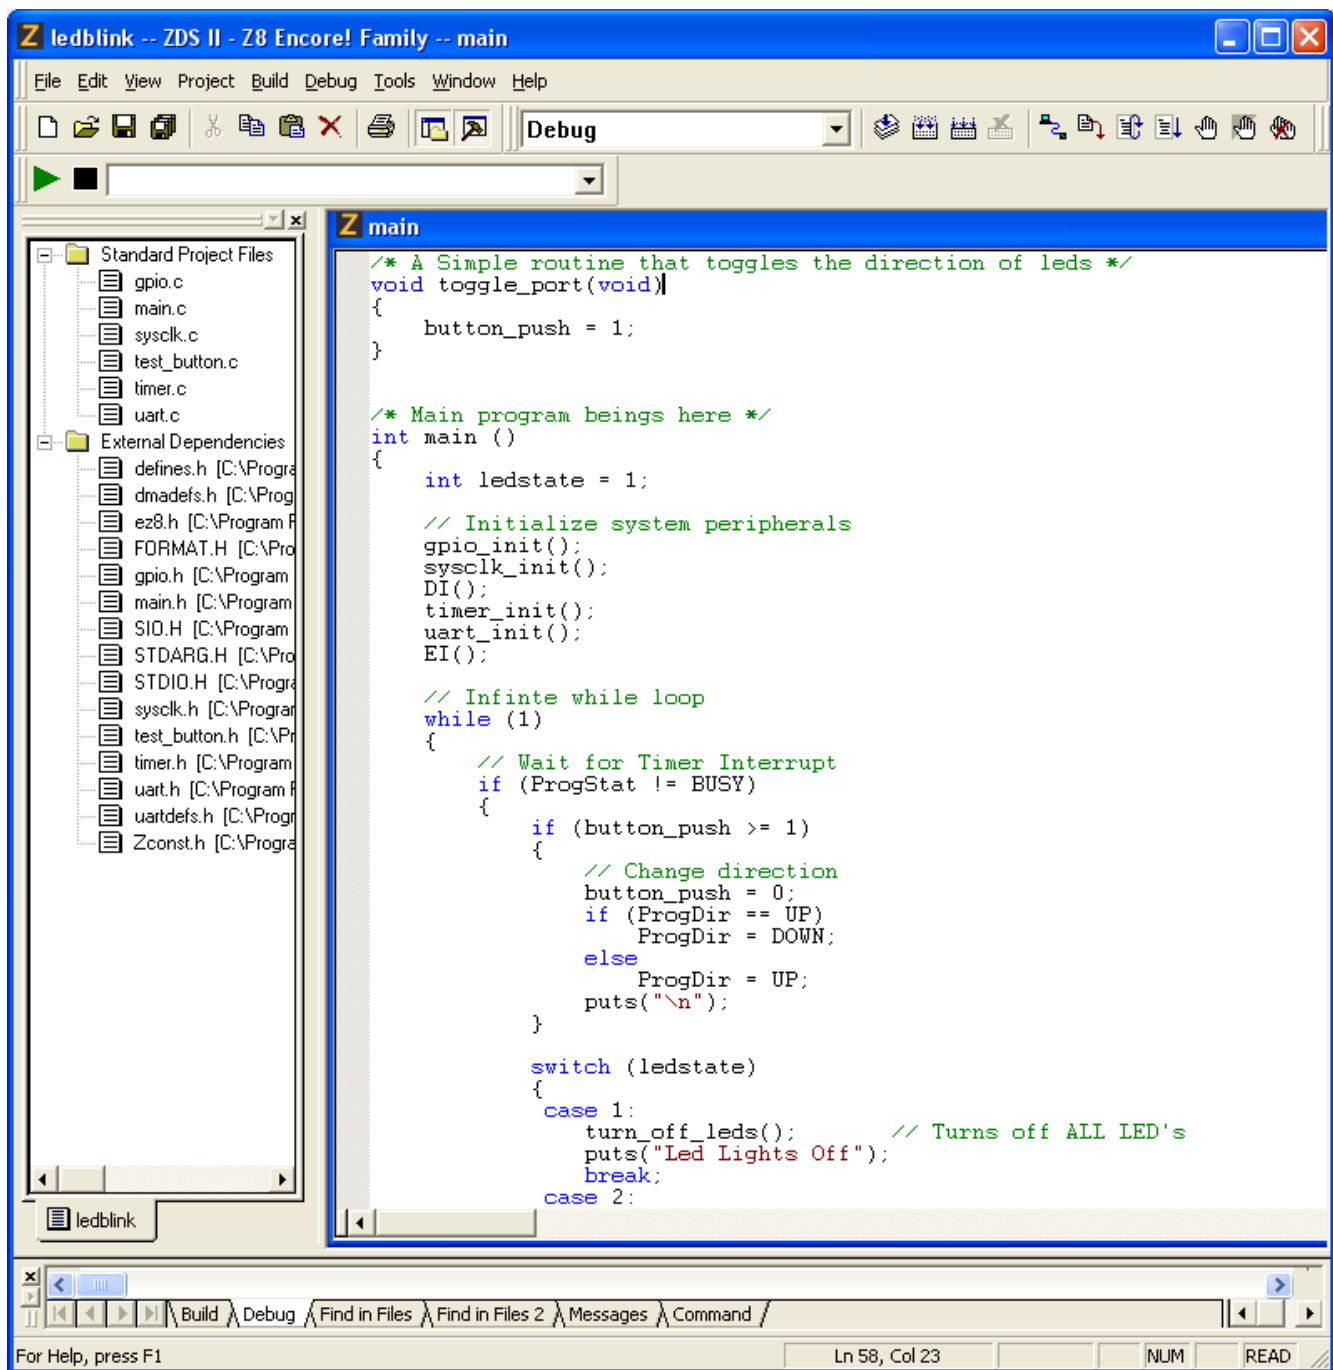 ledblink -- ZDS II - Z8 Encore! Family -- main
File Edit View Project Build Debug Tools Window Help
Debug
Standard Project Files
gpio.c
main.c
sysclk.c
test_button.c
timer.c
uart.c
External Dependencies
defines.h [C:\Progra
dmadefs.h [C:\Prog
ez8.h [C:\Program F
FORMAT.H [C:\Pro
gpio.h [C:\Program
main.h [C:\Program
SIO.H [C:\Program
STDARG.H [C:\Pro
STDIO.H [C:\Progra
sysclk.h [C:\Program
test_button.h [C:\Pr
timer.h [C:\Program
uart.h [C:\Program F
uartdefs.h [C:\Progr
Zconst.h [C:\Progra
ledblink
Z main
/* A Simple routine that toggles the direction of leds */
void toggle_port(void)
{
button_push = 1;
}
/* Main program beings here */
int main ()
{
int ledstate = 1;
// Initialize system peripherals
gpio_init();
sysclk_init();
DI();
timer_init();
uart_init();
EI();
// Infinte while loop
while (1)
{
// Wait for Timer Interrupt
if (ProgStat != BUSY)
{
if (button_push >= 1)
{
// Change direction
button_push = 0;
if (ProgDir == UP)
ProgDir = DOWN;
else
ProgDir = UP;
puts("\n");
}
switch (ledstate)
{
case 1:
turn_off_leds(); // Turns off ALL LED's
puts("Led Lights Off");
break;
case 2:
Build Debug Find in Files Find in Files 2 Messages Command
For Help, press F1 Ln 58, Col 23 NUM READ